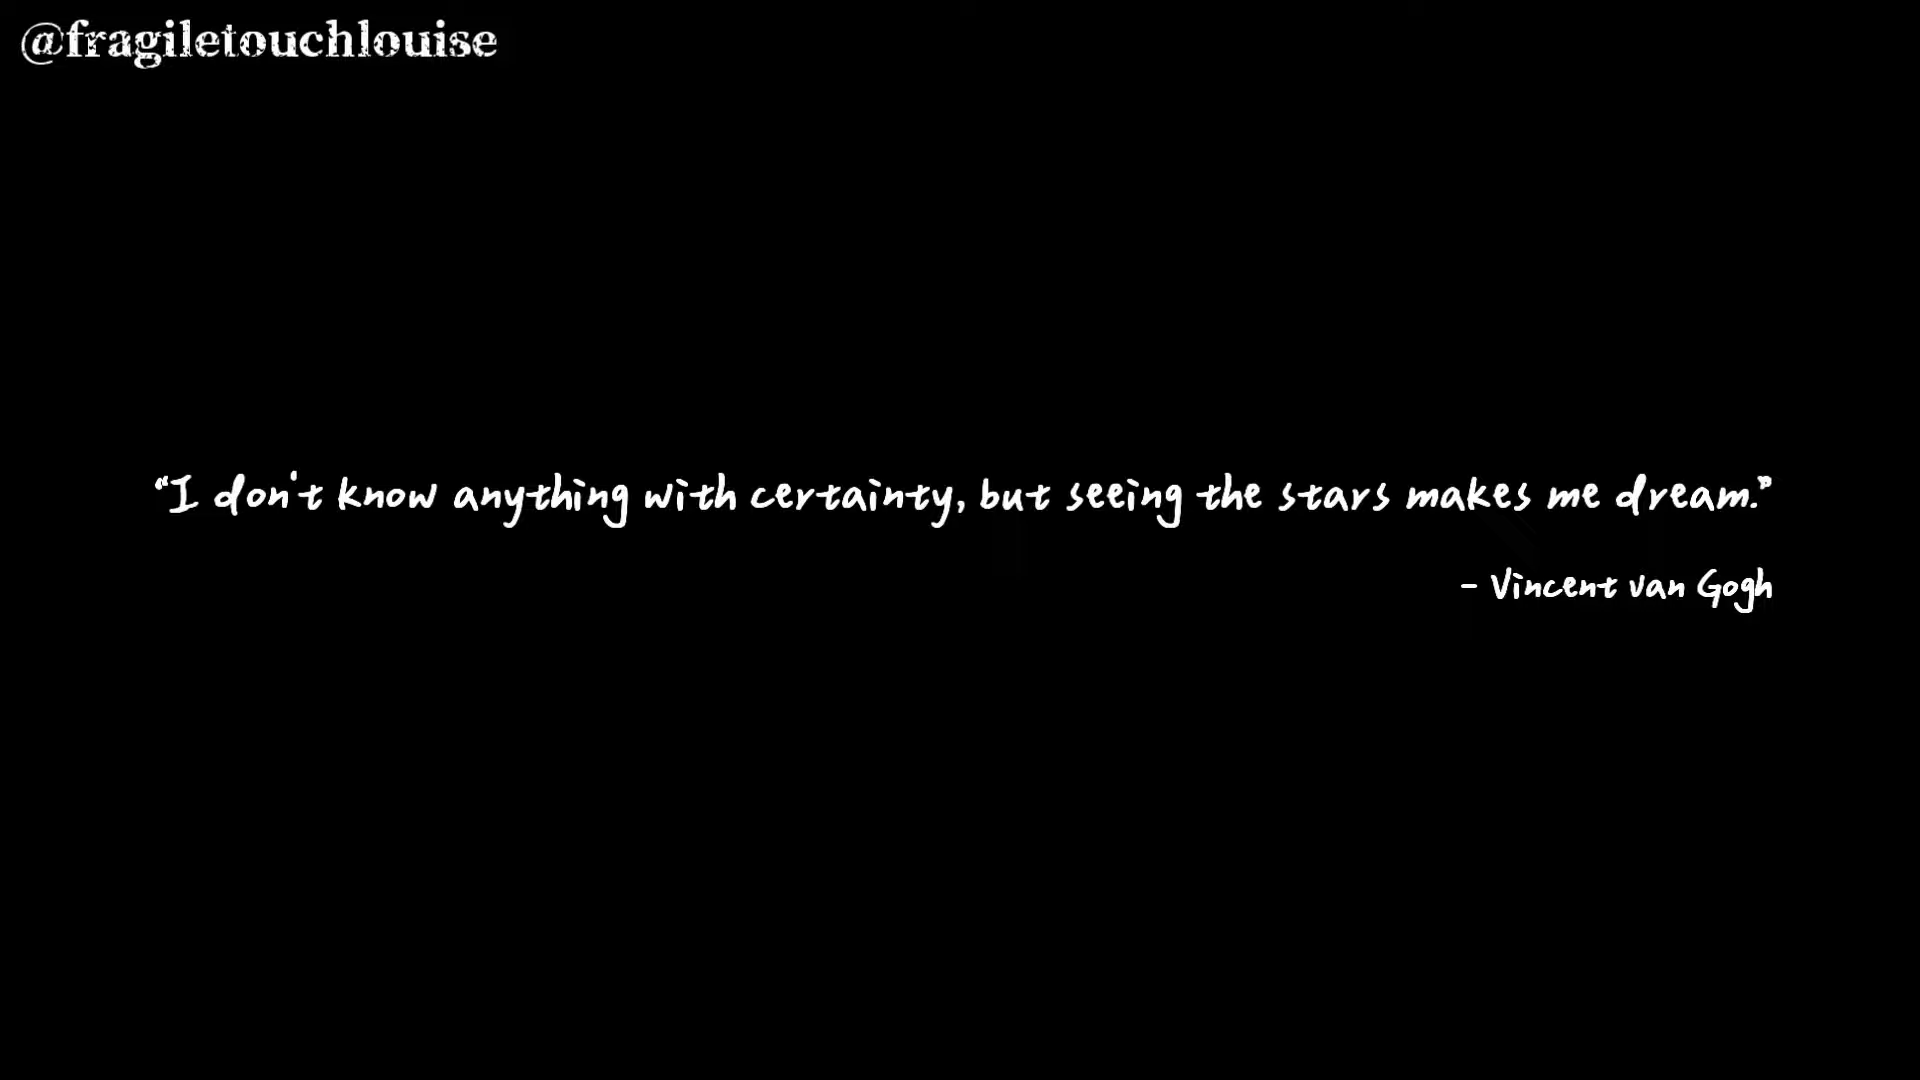 @fragiletouchlouise
“I don't know anything with certainty, but seeing the stars makes me dream.”
- Vincent van Gogh